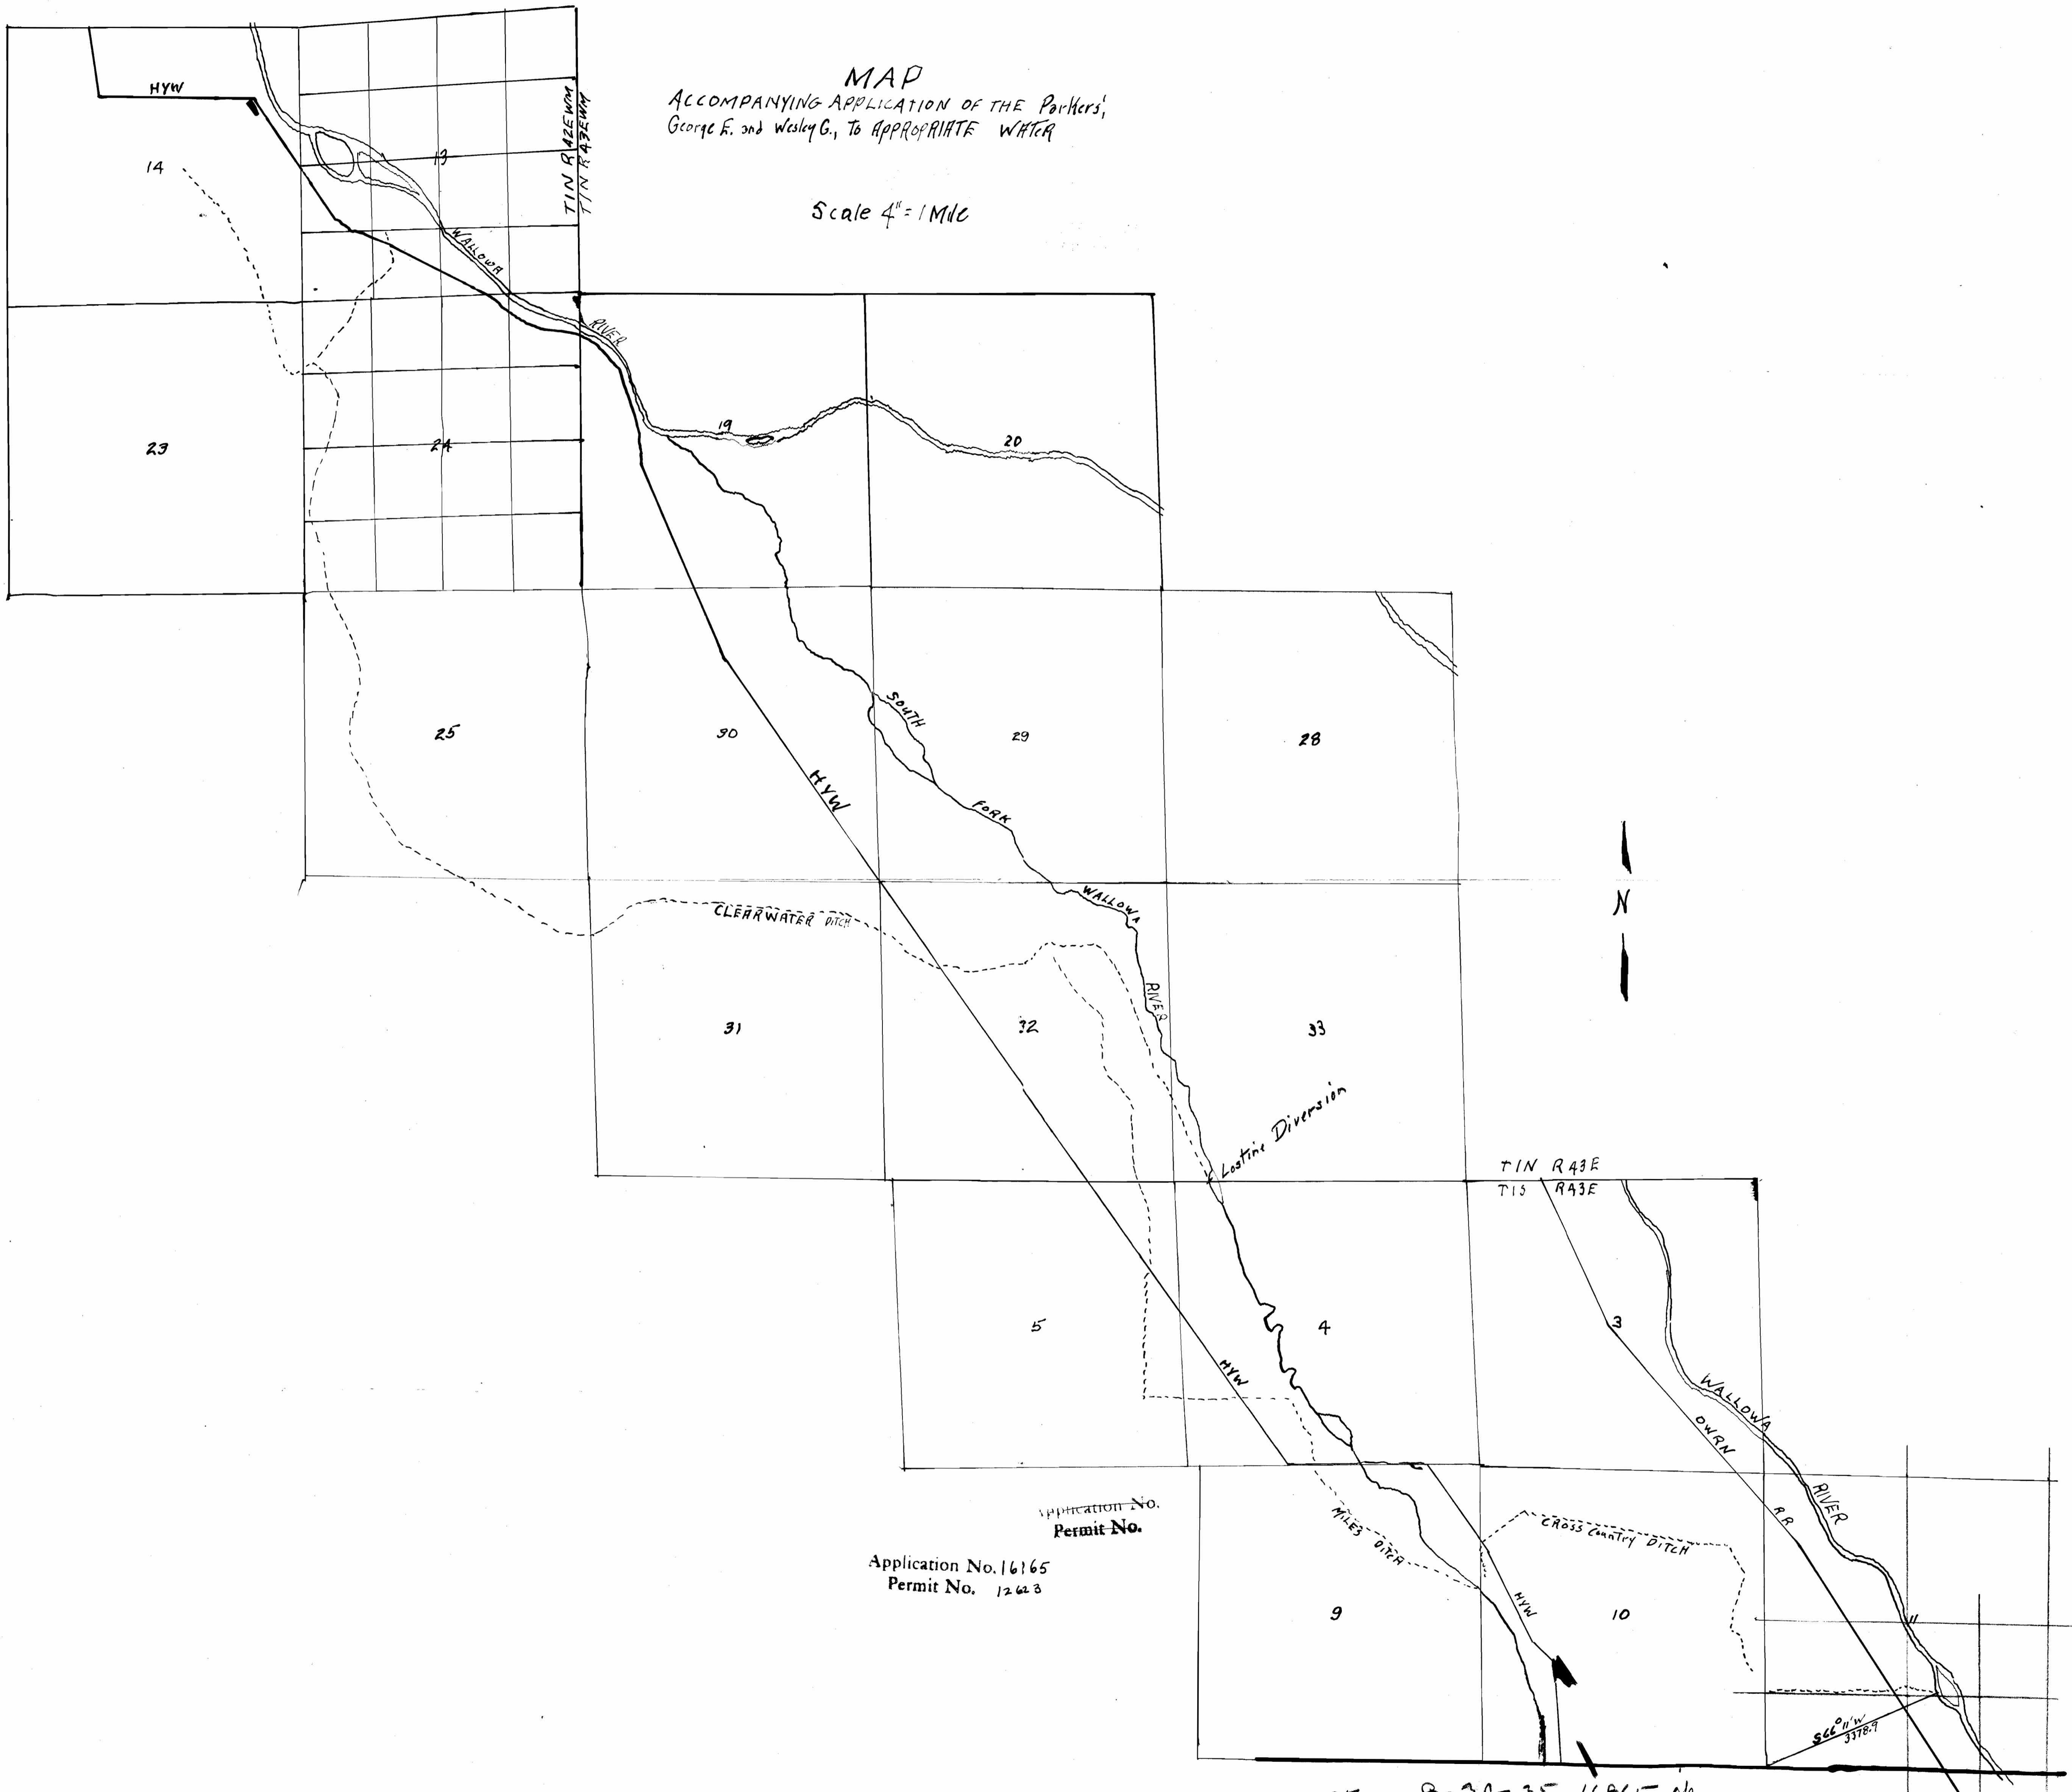 MAP
ACCOMPANYING APPLICATION OF THE Parkers',
George E. and Wesley G., To APPROPRIATE WATER
Scale 4" = 1 Mile
HYW
T1N R42EWM
T1N R43EWM
14
13
WALLOWA
RIVER
23
24
19
20
25
30
29
28
SOUTH
FORK
WALLOWA
RIVER
HYW
N
CLEARWATER DITCH
31
32
33
Lostine Diversion
T1N R43E
T1S R43E
5
4
3
HYW
WALLOWA
RIVER
OWRN
RR
Application No.
Permit No.
Application No. 16165
Permit No. 12623
MILES DITCH
CROSS Country DITCH
HYW
9
10
11
S66°11'W
3378.9